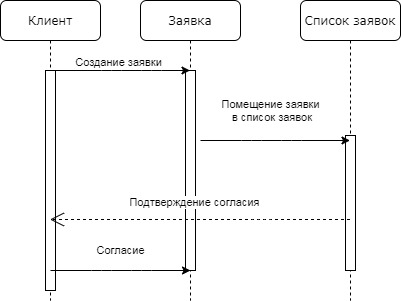 Клиент
Заявка
Список заявок
Создание заявки
Помещение заявки
в список заявок
Подтверждение согласия
Согласие